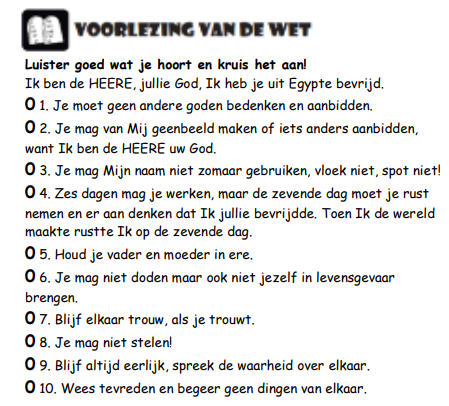 VOORLEZING VAN DE WET
Luister goed wat je hoort en kruis het aan!
Ik ben de HEERE, jullie God, Ik heb je uit Egypte bevrijd.
O 1. Je moet geen andere goden bedenken en aanbidden.
O 2. Je mag van Mij geenbeeld maken of iets anders aanbidden,
want Ik ben de HEERE uw God.
O 3. Je mag Mijn naam niet zomaar gebruiken, vloek niet, spot niet!
O 4. Zes dagen mag je werken, maar de zevende dag moet je rust
nemen en er aan denken dat Ik jullie bevrijdde. Toen Ik de wereld
maakte rustte Ik op de zevende dag.
O 5. Houd je vader en moeder in ere.
O 6. Je mag niet doden maar ook niet jezelf in levensgevaar
brengen.
O 7. Blijf elkaar trouw, als je trouwt.
O 8. Je mag niet stelen!
O 9. Blijf altijd eerlijk, spreek de waarheid over elkaar.
O 10. Wees tevreden en begeer geen dingen van elkaar.